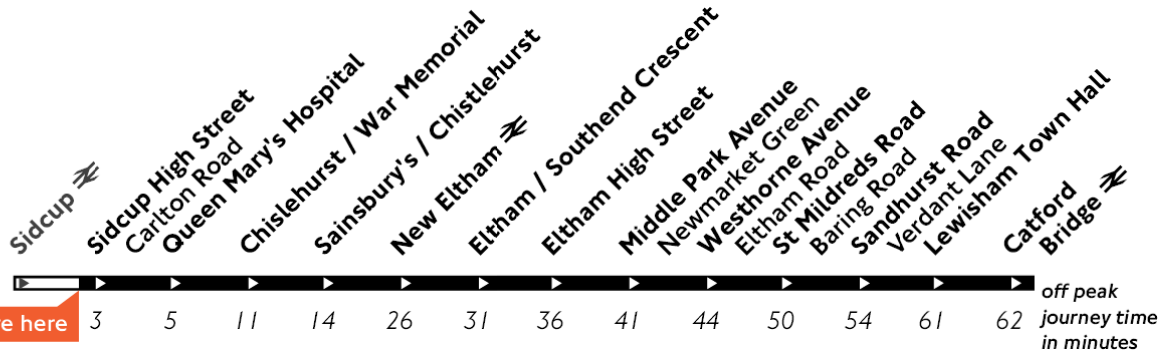 Sidcup
Sidcup High Street
Carlton Road
Queen Mary's Hospital
Chislehurst / War Memorial
Sainsbury's / Chistlehurst
New Eltham
Eltham / Southend Crescent
Eltham High Street
Middle Park Avenue
Newmarket Green
Westhorne Avenue
Eltham Road
St Mildreds Road
Baring Road
Sandhurst Road
Verdant Lane
Lewisham Town Hall
Catford
Bridge
re here
3 5 11 14 26 31 36 41 44 50 54 61 62
off peak
journey time
in minutes